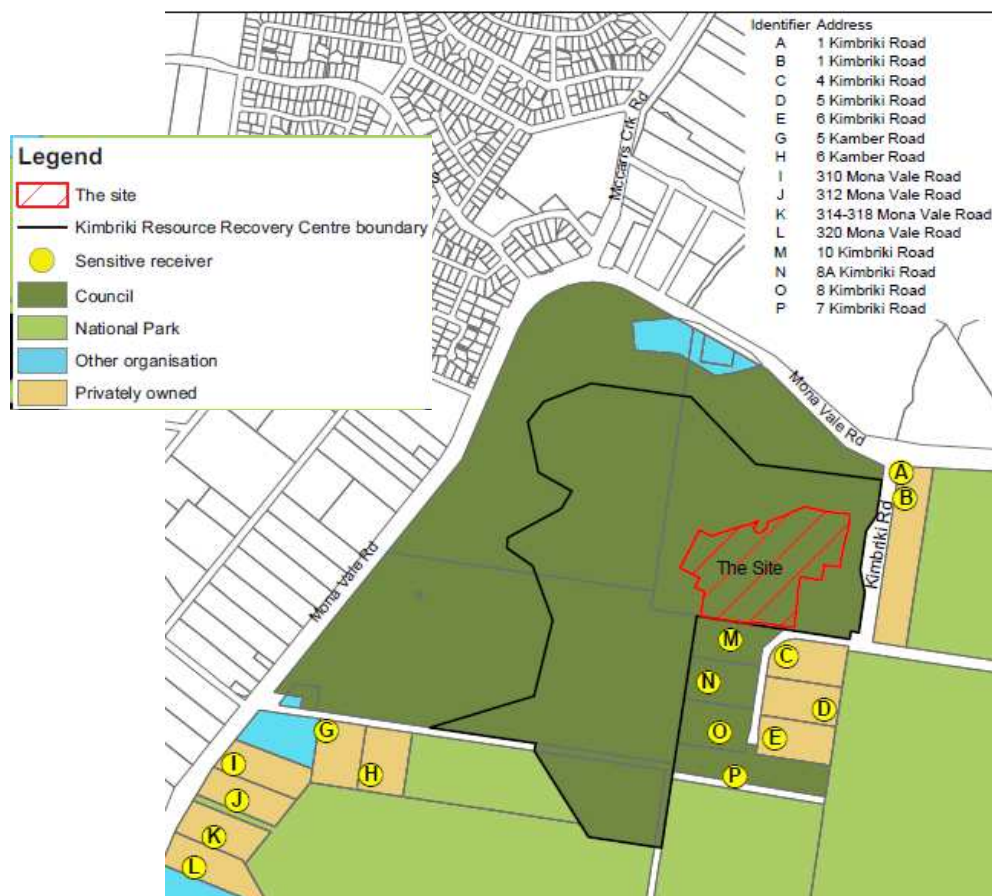 Identifier Address
A 1 Kimbriki Road
B 1 Kimbriki Road
C 4 Kimbriki Road
D 5 Kimbriki Road
E 6 Kimbriki Road
G 5 Kamber Road
H 6 Kamber Road
I 310 Mona Vale Road
J 312 Mona Vale Road
K 314-318 Mona Vale Road
L 320 Mona Vale Road
M 10 Kimbriki Road
N 8A Kimbriki Road
O 8 Kimbriki Road
P 7 Kimbriki Road
Legend
The site
Kimbriki Resource Recovery Centre boundary
Sensitive receiver
Council
National Park
Other organisation
Privately owned
Mccarrs Crk Rd
Mona Vale Rd
A
B
Kimbriki Rd
The Site
Mona Vale Rd
M
C
N
D
O
E
P
G
H
I
J
K
L